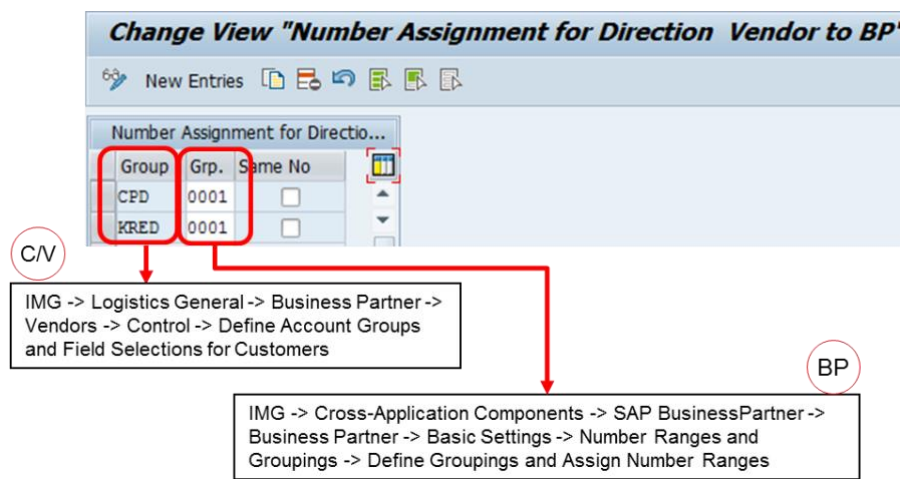 Change View "Number Assignment for Direction Vendor to BP"
New Entries
Number Assignment for Directio...
Group Grp. Same No
CPD 0001
KRED 0001
C/V
IMG -> Logistics General -> Business Partner ->
Vendors -> Control -> Define Account Groups
and Field Selections for Customers
BP
IMG -> Cross-Application Components -> SAP BusinessPartner ->
Business Partner -> Basic Settings -> Number Ranges and
Groupings -> Define Groupings and Assign Number Ranges